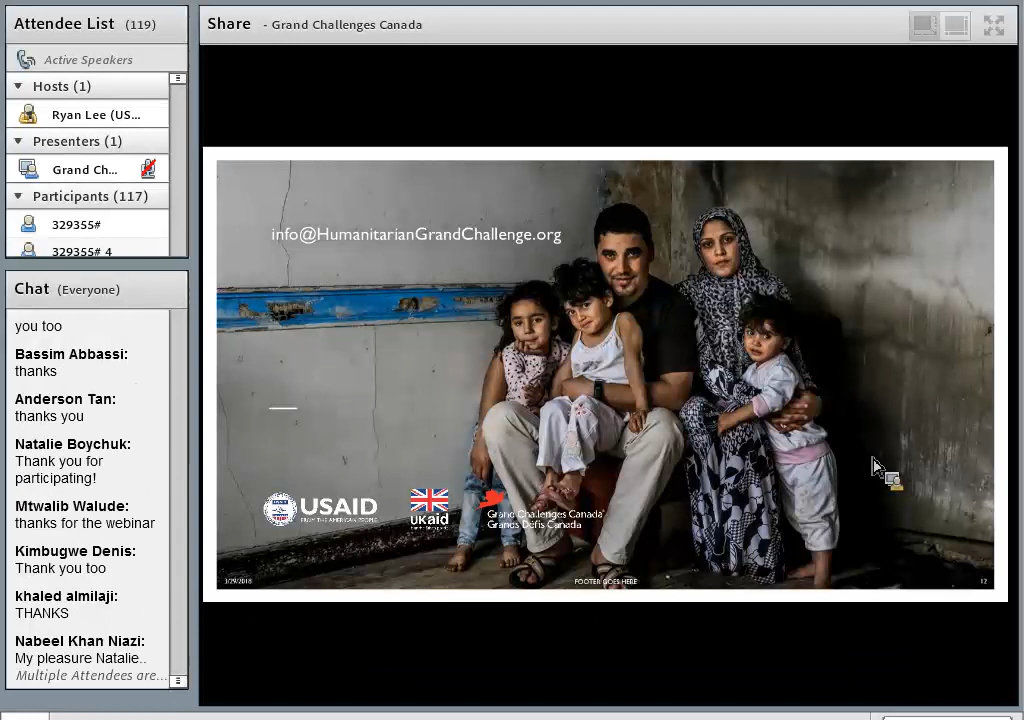 Attendee List (119)
Active Speakers
Hosts (1)
Ryan Lee (US...
Presenters (1)
Grand Ch...
Participants (117)
329355#
329355# 4
Chat (Everyone)
you too
Bassim Abbassi:
thanks
Anderson Tan:
thanks you
Natalie Boychuk:
Thank you for
participating!
Mtwalib Walude:
thanks for the webinar
Kimbugwe Denis:
Thank you too
khaled almilaji:
THANKS
Nabeel Khan Niazi:
My pleasure Natalie..
Multiple Attendees are...
Share - Grand Challenges Canada
info@HumanitarianGrandChallenge.org
USAID
FROM THE AMERICAN PEOPLE
ukaid
Grand Challenges Canada
Grands Défis Canada
3/29/2018
FOOTER GOES HERE
12